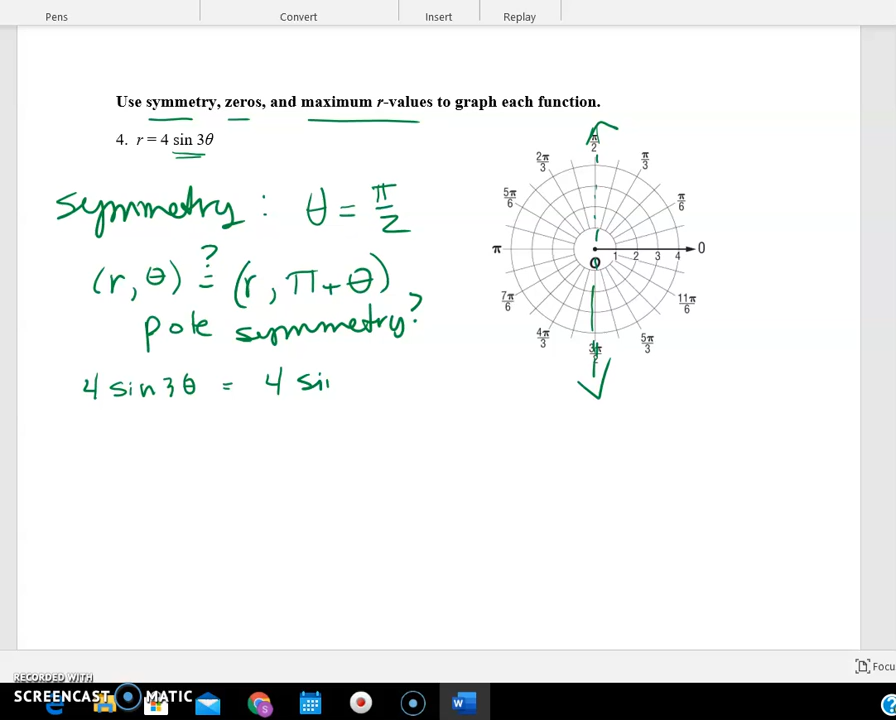 Pens Convert Insert Replay
Use symmetry, zeros, and maximum r-values to graph each function.
4. r = 4 sin 3θ
symmetry : θ = π/2
(r, θ) ≟ (r, π + θ)
pole symmetry?
4 sin 3θ = 4 sin
π/2
2π/3 π/3
5π/6 π/6
π O 1 2 3 4 0
7π/6 11π/6
4π/3 5π/3
3π/2
Focu
RECORDED WITH
SCREENCAST MATIC